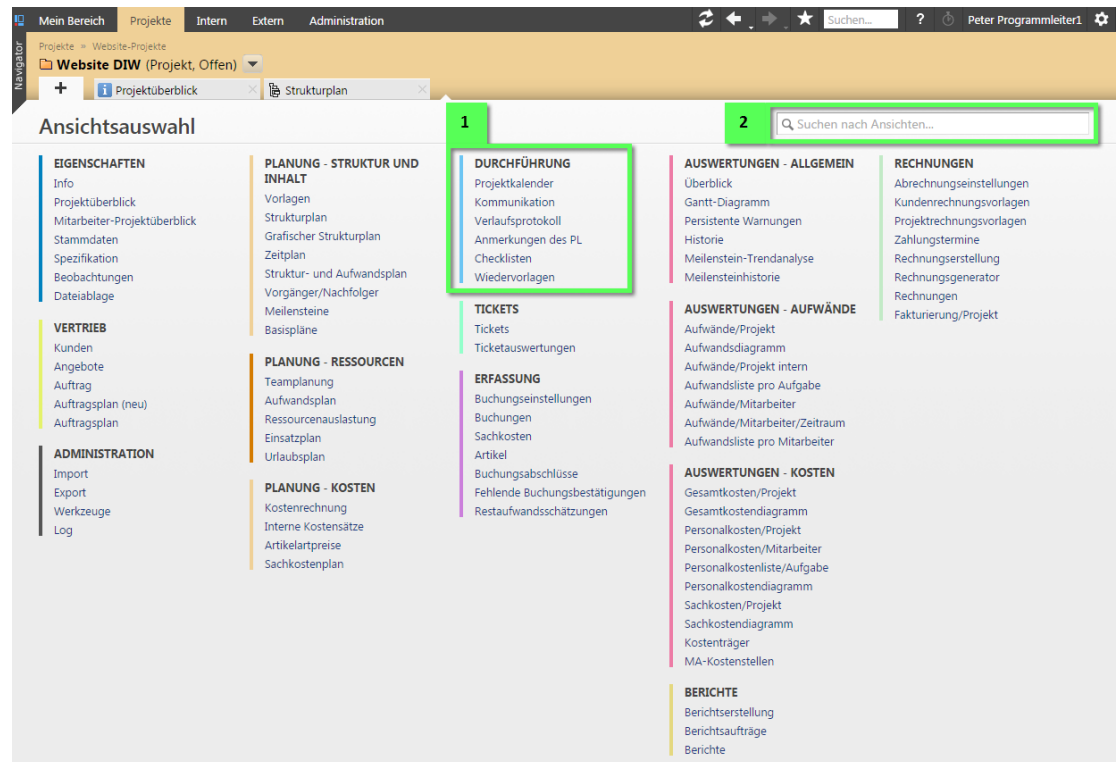 Mein Bereich Projekte Intern Extern Administration Suchen... ? Peter Programmleiter1
Navigator
Projekte » Website-Projekte
Website DIW (Projekt, Offen)
+ i Projektüberblick × Strukturplan ×
Ansichtsauswahl
1
2
Suchen nach Ansichten...
EIGENSCHAFTEN
Info
Projektüberblick
Mitarbeiter-Projektüberblick
Stammdaten
Spezifikation
Beobachtungen
Dateiablage
VERTRIEB
Kunden
Angebote
Auftrag
Auftragsplan (neu)
Auftragsplan
ADMINISTRATION
Import
Export
Werkzeuge
Log
PLANUNG - STRUKTUR UND
INHALT
Vorlagen
Strukturplan
Grafischer Strukturplan
Zeitplan
Struktur- und Aufwandsplan
Vorgänger/Nachfolger
Meilensteine
Basispläne
PLANUNG - RESSOURCEN
Teamplanung
Aufwandsplan
Ressourcenauslastung
Einsatzplan
Urlaubsplan
PLANUNG - KOSTEN
Kostenrechnung
Interne Kostensätze
Artikelartpreise
Sachkostenplan
DURCHFÜHRUNG
Projektkalender
Kommunikation
Verlaufsprotokoll
Anmerkungen des PL
Checklisten
Wiedervorlagen
TICKETS
Tickets
Ticketauswertungen
ERFASSUNG
Buchungseinstellungen
Buchungen
Sachkosten
Artikel
Buchungsabschlüsse
Fehlende Buchungsbestätigungen
Restaufwandsschätzungen
AUSWERTUNGEN - ALLGEMEIN
Überblick
Gantt-Diagramm
Persistente Warnungen
Historie
Meilenstein-Trendanalyse
Meilensteinhistorie
AUSWERTUNGEN - AUFWÄNDE
Aufwände/Projekt
Aufwandsdiagramm
Aufwände/Projekt intern
Aufwandsliste pro Aufgabe
Aufwände/Mitarbeiter
Aufwände/Mitarbeiter/Zeitraum
Aufwandsliste pro Mitarbeiter
AUSWERTUNGEN - KOSTEN
Gesamtkosten/Projekt
Gesamtkostendiagramm
Personalkosten/Projekt
Personalkosten/Mitarbeiter
Personalkostenliste/Aufgabe
Personalkostendiagramm
Sachkosten/Projekt
Sachkostendiagramm
Kostenträger
MA-Kostenstellen
BERICHTE
Berichtserstellung
Berichtsaufträge
Berichte
RECHNUNGEN
Abrechnungseinstellungen
Kundenrechnungsvorlagen
Projektrechnungsvorlagen
Zahlungstermine
Rechnungserstellung
Rechnungsgenerator
Rechnungen
Fakturierung/Projekt